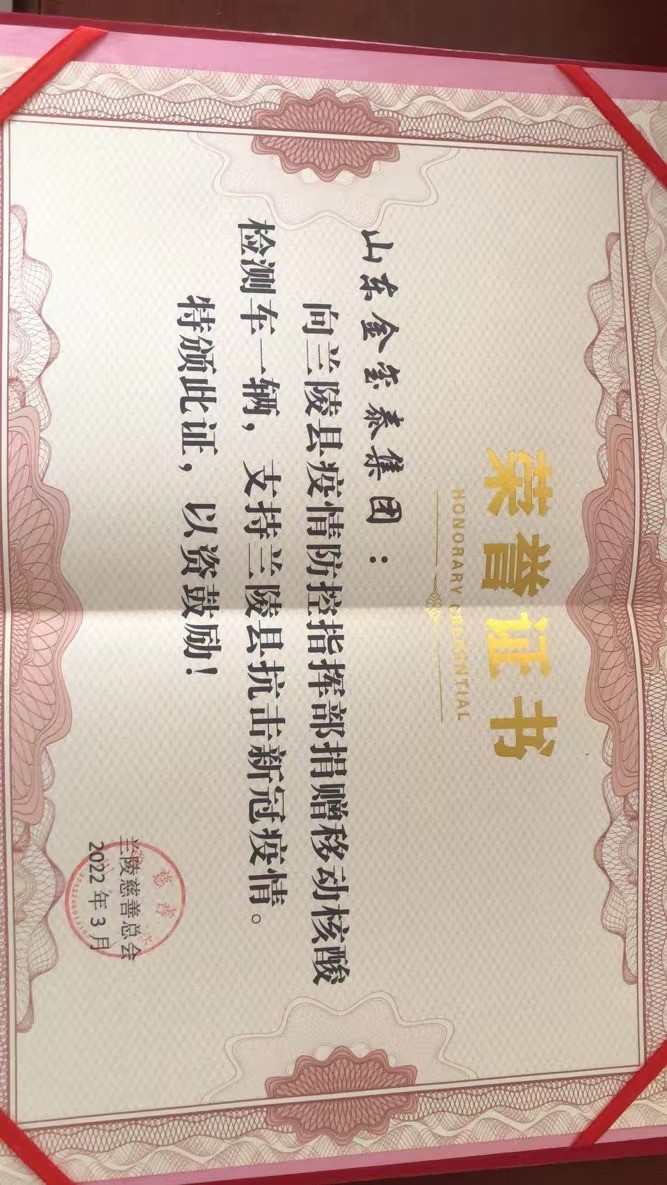 荣誉证书
HONORARY CREDENTIAL
山东金宝泰集团：
向兰陵县疫情防控指挥部捐赠移动核酸
检测车一辆，支持兰陵县抗击新冠疫情。
特颁此证，以资鼓励！
兰陵慈善总会
2022年3月